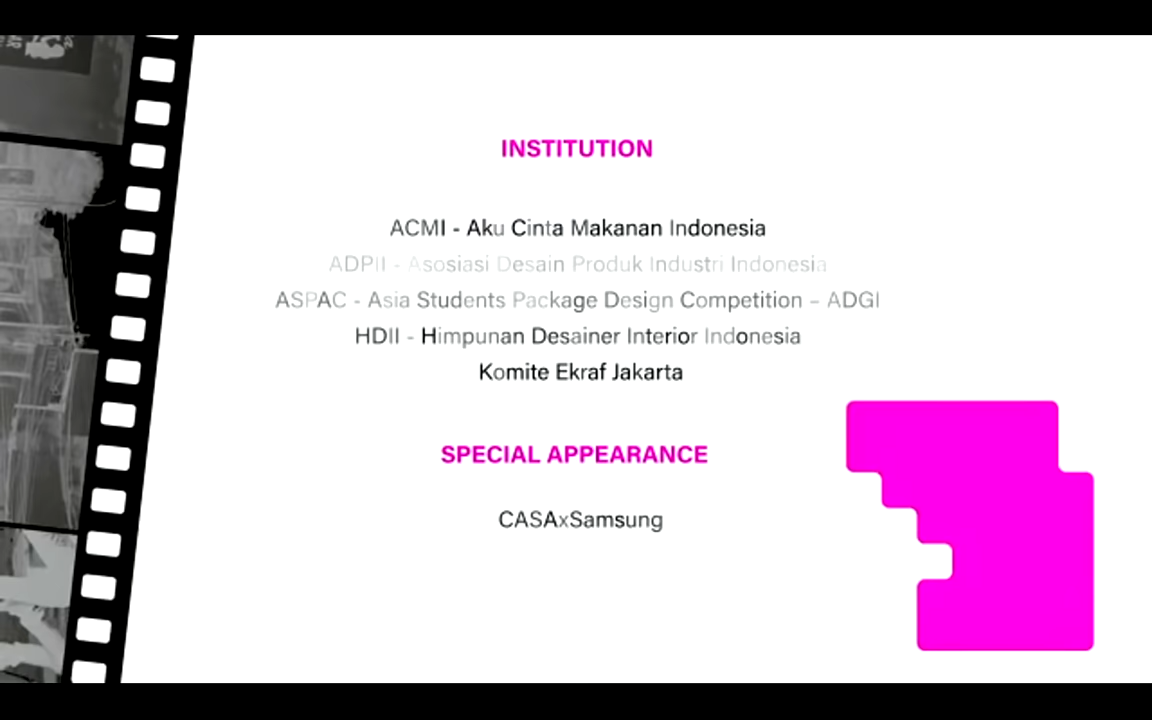 INSTITUTION
ACMI - Aku Cinta Makanan Indonesia
ADPII - Asosiasi Desain Produk Industri Indonesia
ASPAC - Asia Students Package Design Competition – ADGI
HDII - Himpunan Desainer Interior Indonesia
Komite Ekraf Jakarta
SPECIAL APPEARANCE
CASAxSamsung